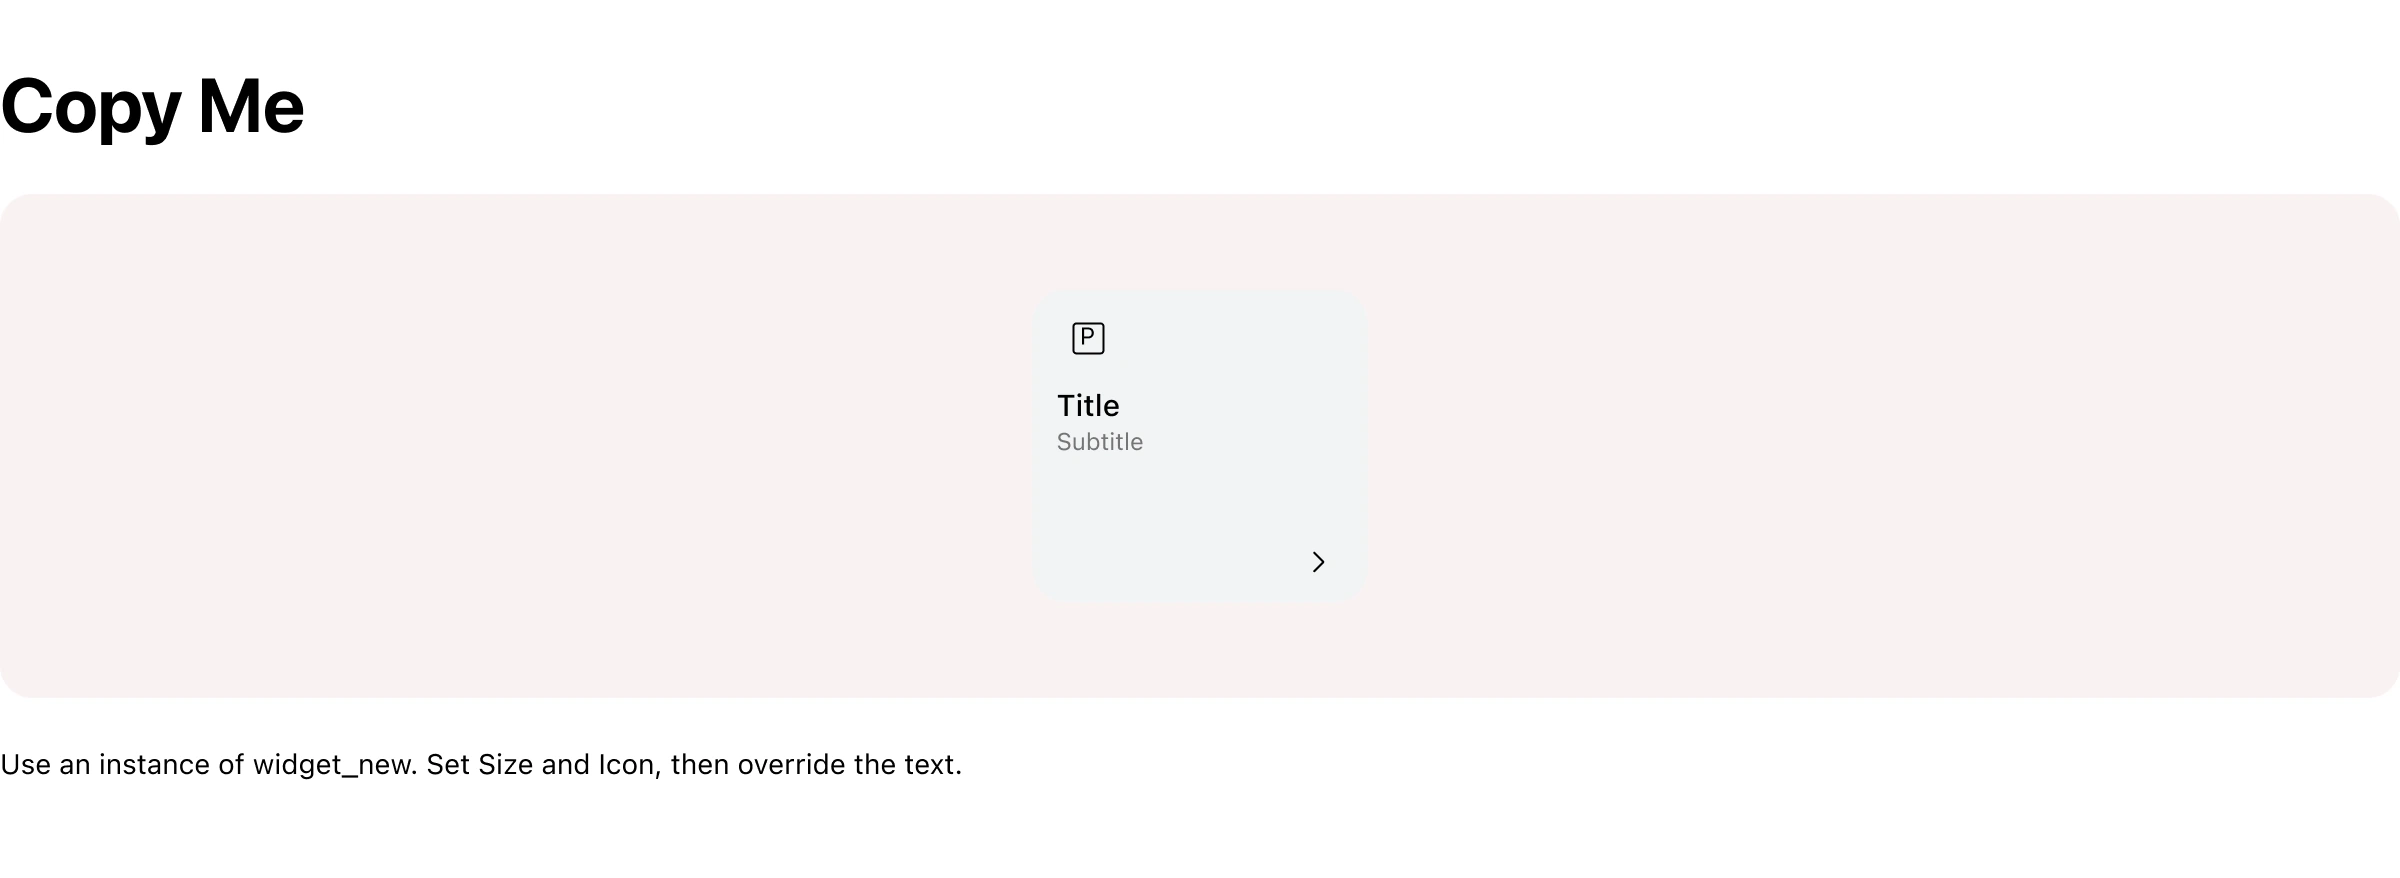 Copy Me
P
Title
Subtitle
Use an instance of widget_new. Set Size and Icon, then override the text.